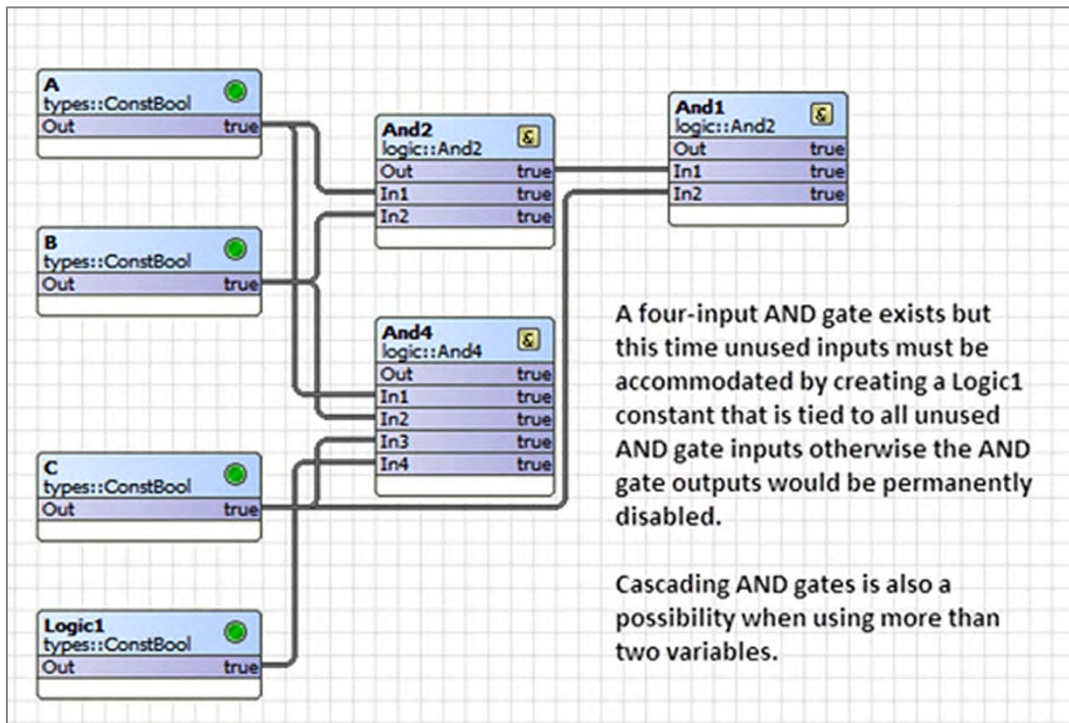 A
types::ConstBool
Out true
B
types::ConstBool
Out true
C
types::ConstBool
Out true
Logic1
types::ConstBool
Out true
And2
logic::And2
&
Out true
In1 true
In2 true
And4
logic::And4
&
Out true
In1 true
In2 true
In3 true
In4 true
And1
logic::And2
&
Out true
In1 true
In2 true
A four-input AND gate exists but
this time unused inputs must be
accommodated by creating a Logic1
constant that is tied to all unused
AND gate inputs otherwise the AND
gate outputs would be permanently
disabled.
Cascading AND gates is also a
possibility when using more than
two variables.